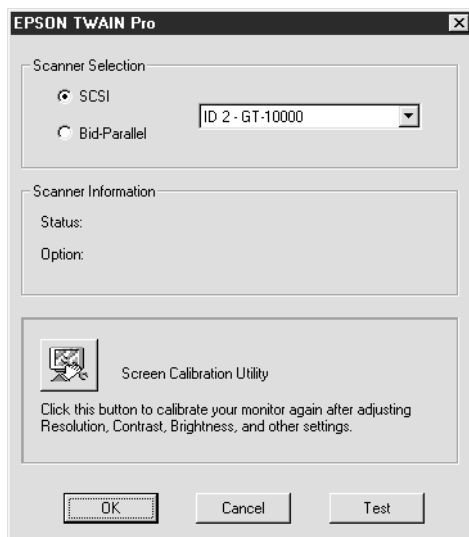 EPSON TWAIN Pro
Scanner Selection
SCSI
ID 2 - GT-10000
Bid-Parallel
Scanner Information
Status:
Option:
Screen Calibration Utility
Click this button to calibrate your monitor again after adjusting
Resolution, Contrast, Brightness, and other settings.
OK Cancel Test